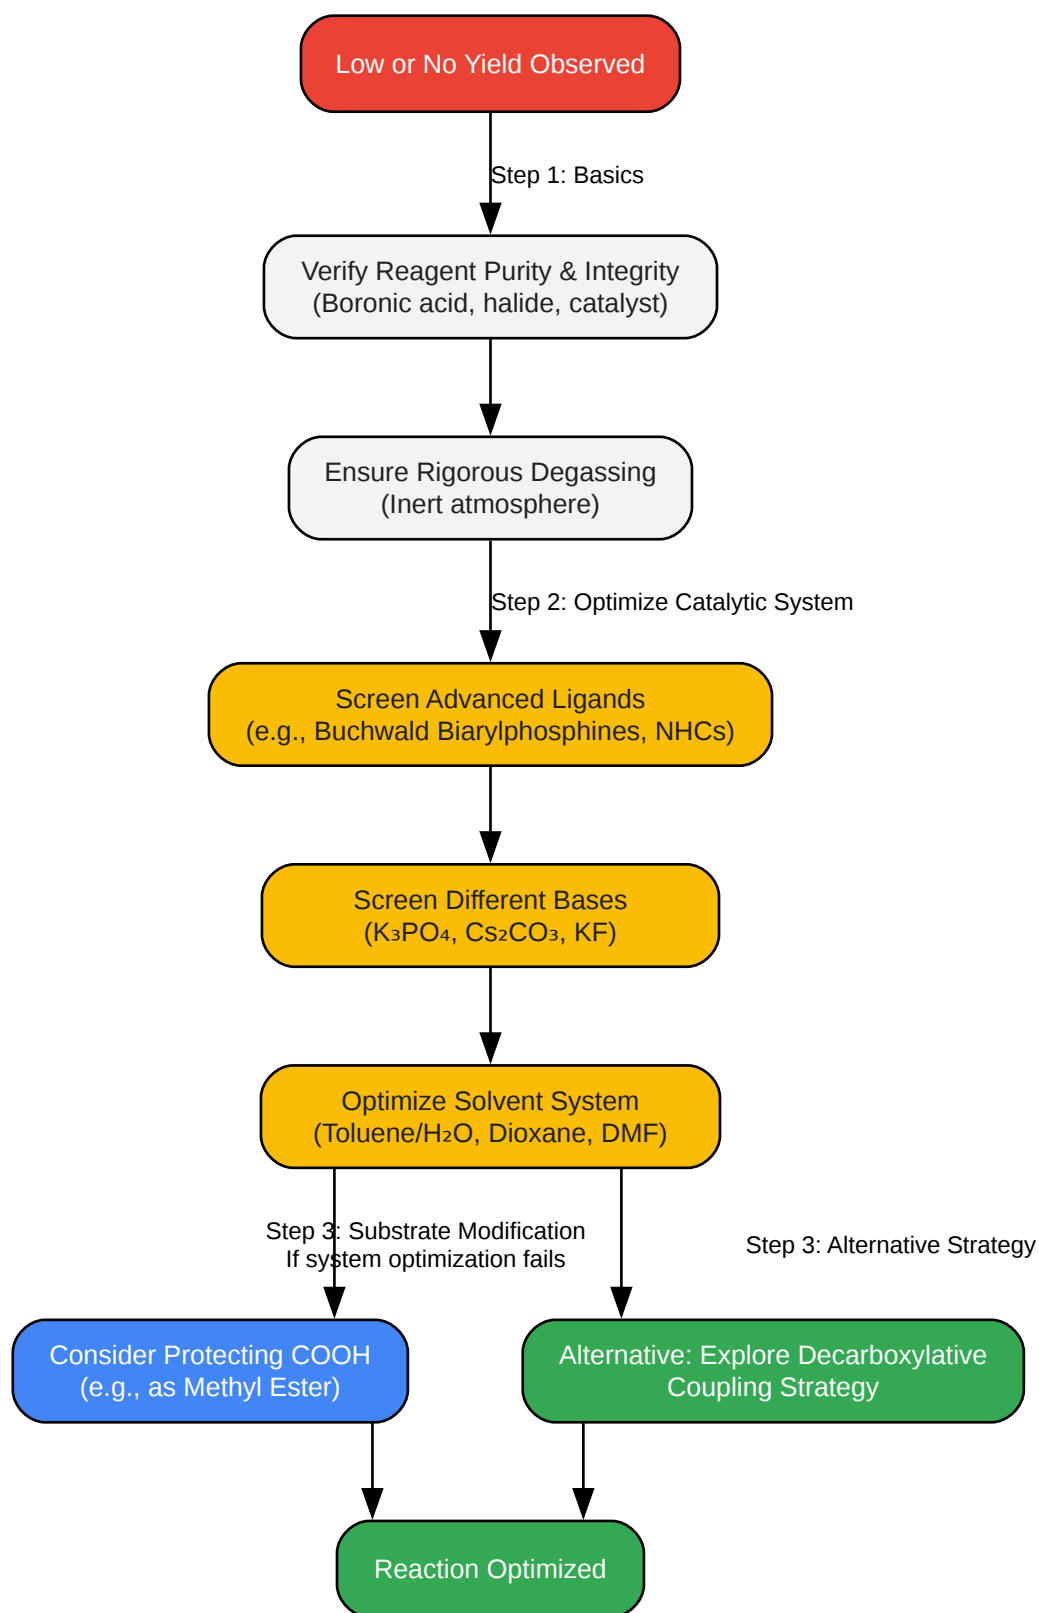 Low or No Yield Observed
Step 1: Basics
Verify Reagent Purity & Integrity
(Boronic acid, halide, catalyst)
Ensure Rigorous Degassing
(Inert atmosphere)
Step 2: Optimize Catalytic System
Screen Advanced Ligands
(e.g., Buchwald Biarylphosphines, NHCs)
Screen Different Bases
(K₃PO₄, Cs₂CO₃, KF)
Optimize Solvent System
(Toluene/H₂O, Dioxane, DMF)
Step 3: Substrate Modification
If system optimization fails
Step 3: Alternative Strategy
Consider Protecting COOH
(e.g., as Methyl Ester)
Alternative: Explore Decarboxylative
Coupling Strategy
Reaction Optimized